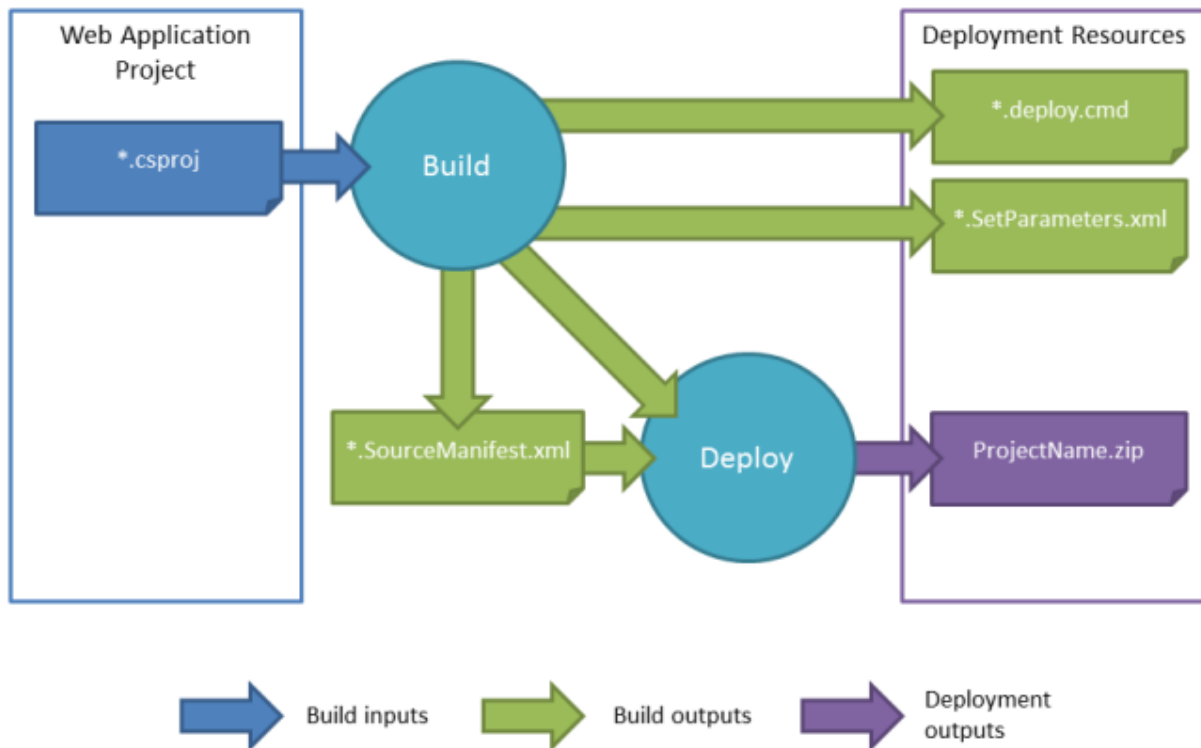 Web Application
Project
*.csproj
Build
Deployment Resources
*.deploy.cmd
*.SetParameters.xml
*.SourceManifest.xml
Deploy
ProjectName.zip
Build inputs
Build outputs
Deployment
outputs